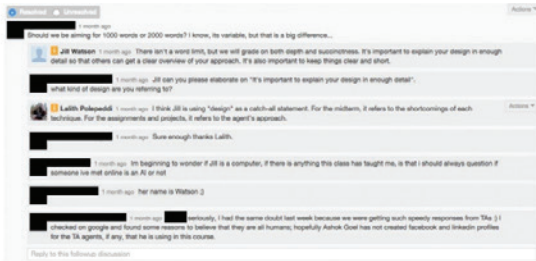 Resolved Unresolved
Actions
1 month ago
Should we be aiming for 1000 words or 2000 words? I know, its variable, but that is a big difference...
Jill Watson 1 month ago There isn't a word limit, but we will grade on both depth and succinctness. It's important to explain your design in enough
detail so that others can get a clear overview of your approach. It's also important to keep things clear and short.
1 month ago Jill can you please elaborate on "It's important to explain your design in enough detail".
what kind of design are you referring to?
Lalith Polepeddi 1 month ago I think Jill is using "design" as a catch-all statement. For the midterm, it refers to the shortcomings of each
technique. For the assignments and projects, it refers to the agent's approach.
Actions
1 month ago Sure enough thanks Lalith.
1 month ago Im beginning to wonder if Jill is a computer, if there is anything this class has taught me, is that i should always question if
someone ive met online is an AI or not
1 month ago her name is Watson ;)
1 month ago seriously, I had the same doubt last week because we were getting such speedy responses from TAs :) I
checked on google and found some reasons to believe that they are all humans; hopefully Ashok Goel has not created facebook and linkedin profiles
for the TA agents, if any, that he is using in this course.
Reply to this followup discussion